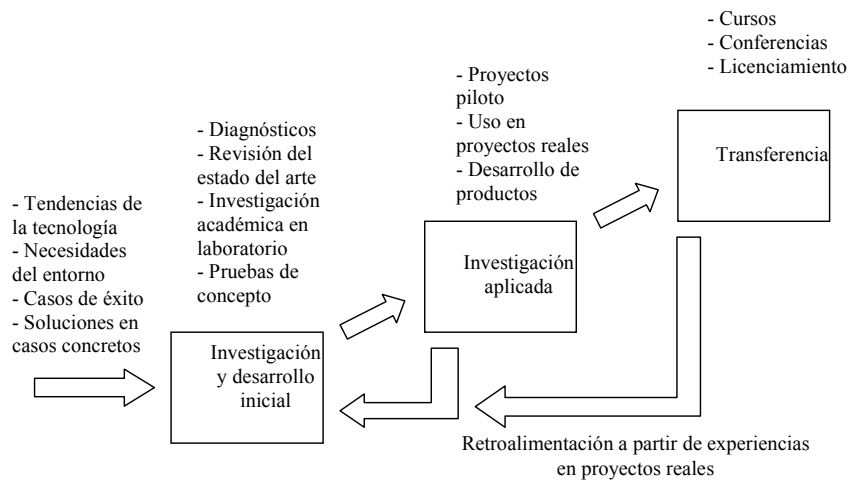 - Tendencias de
la tecnología
- Necesidades
del entorno
- Casos de éxito
- Soluciones en
casos concretos
- Diagnósticos
- Revisión del
estado del arte
- Investigación
académica en
laboratorio
- Pruebas de
concepto
Investigación
y desarrollo
inicial
- Proyectos
piloto
- Uso en
proyectos reales
- Desarrollo de
productos
Investigación
aplicada
- Cursos
- Conferencias
- Licenciamiento
Transferencia
Retroalimentación a partir de experiencias
en proyectos reales